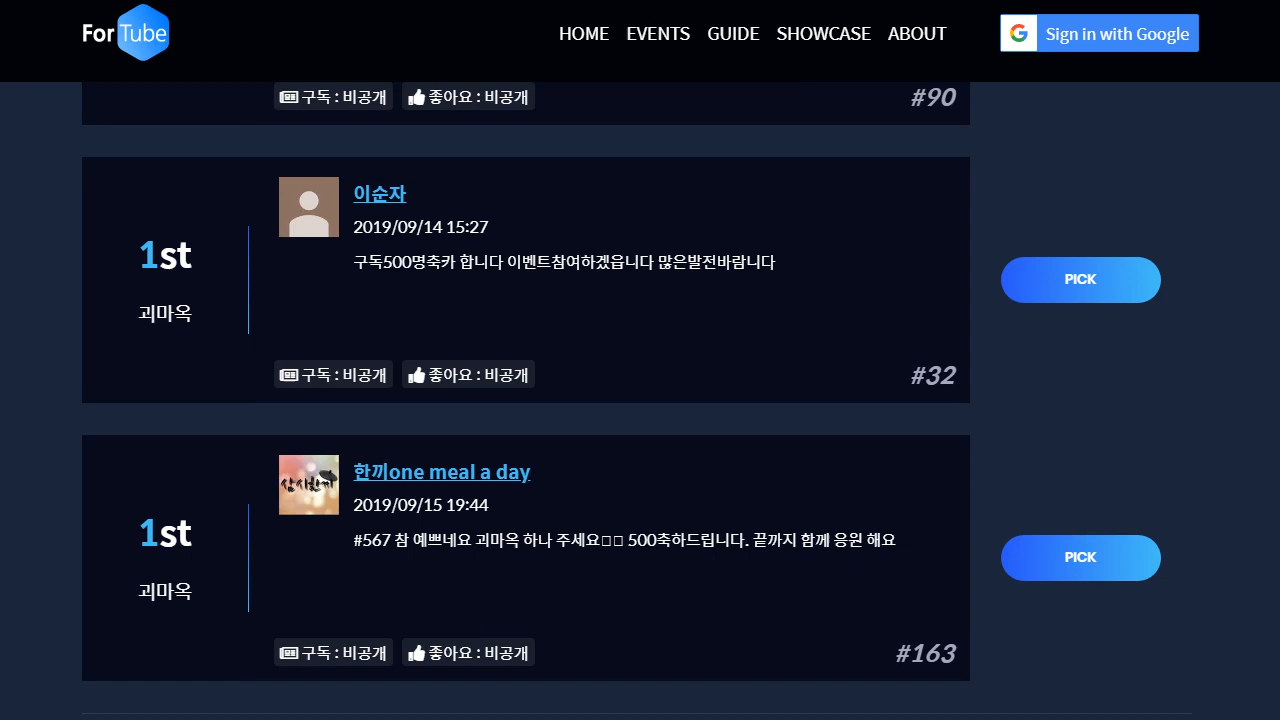 ForTube
HOME EVENTS GUIDE SHOWCASE ABOUT
Sign in with Google
구독 : 비공개 좋아요 : 비공개
#90
이순자
2019/09/14 15:27
구독500명축카 합니다 이벤트참여하겠읍니다 많은발전바람니다
1st
괴마옥
PICK
구독 : 비공개 좋아요 : 비공개
#32
한끼one meal a day
2019/09/15 19:44
#567 참 예쁘네요 괴마옥 하나 주세요□□ 500축하드립니다. 끝까지 함께 응원 해요
1st
괴마옥
PICK
구독 : 비공개 좋아요 : 비공개
#163